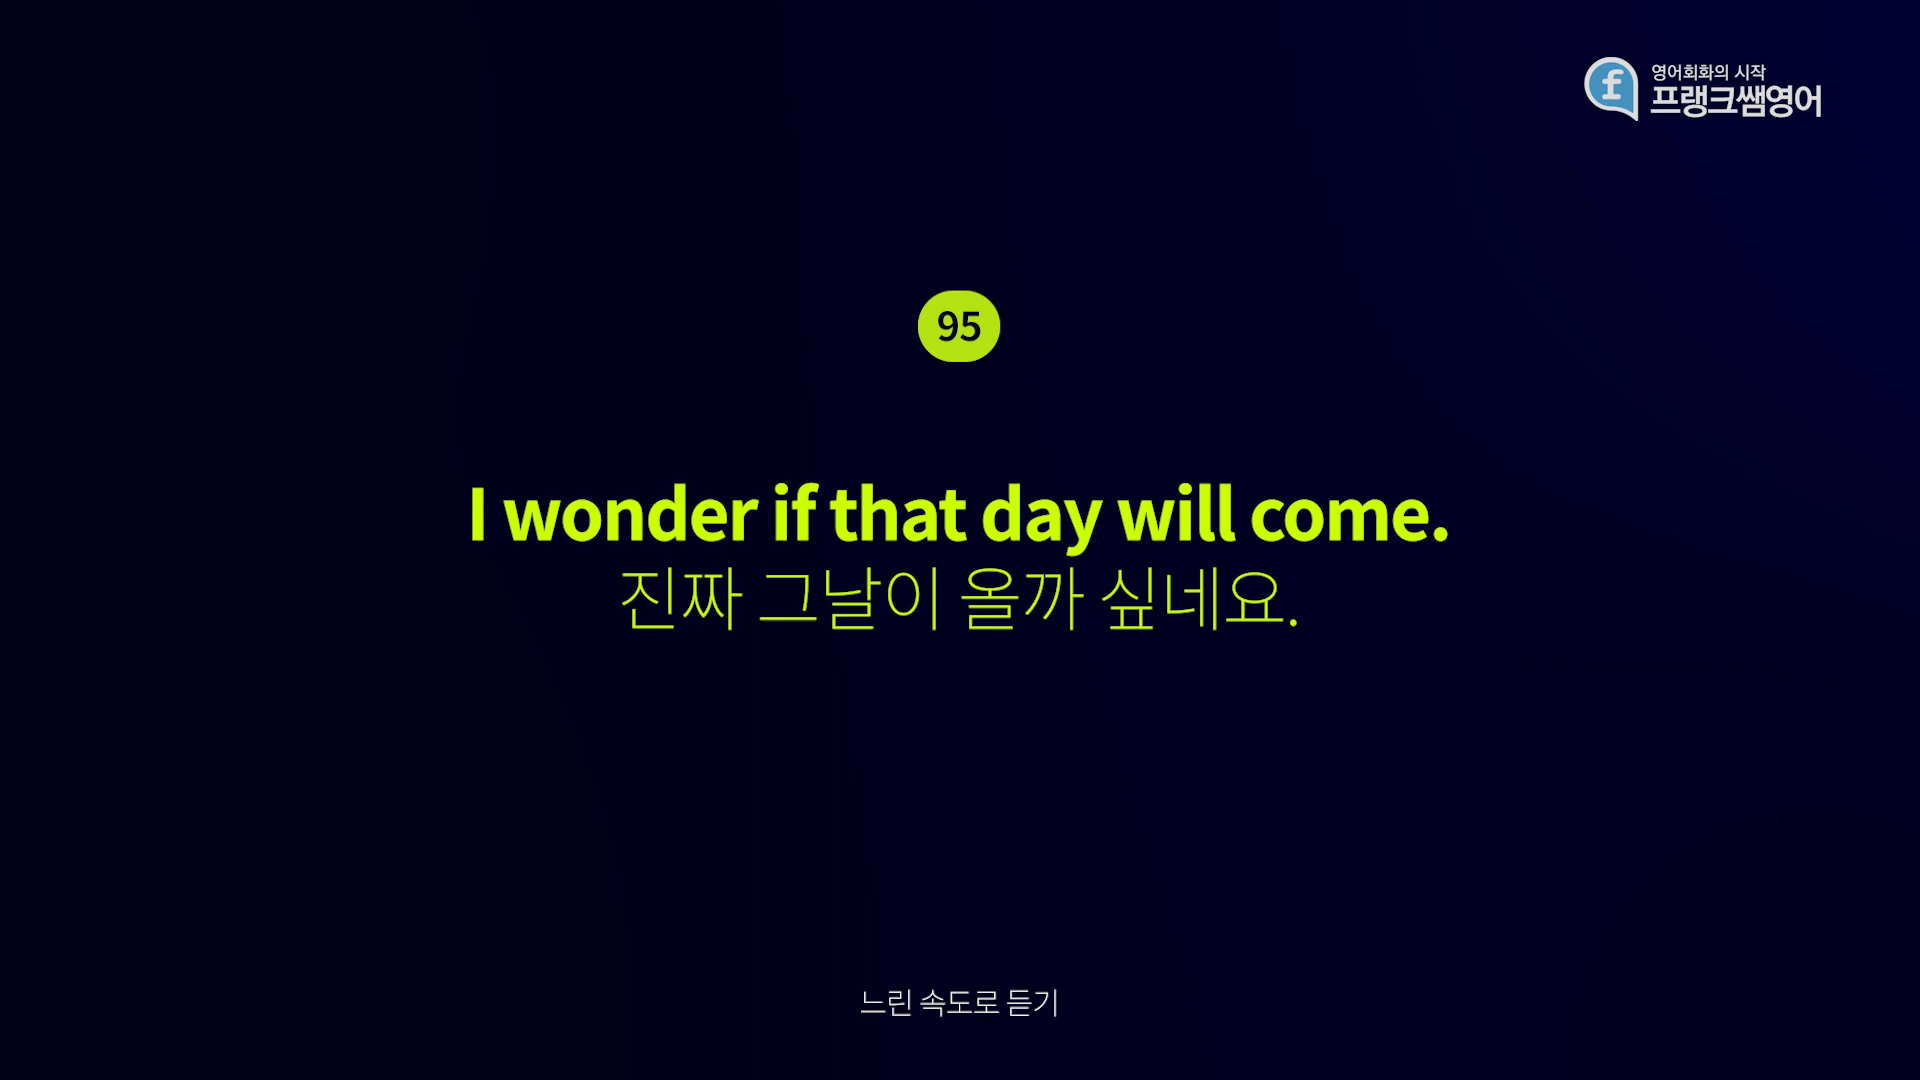 영어회화의 시작
프랭크쌤영어
95
I wonder if that day will come.
진짜 그날이 올까 싶네요.
느린 속도로 듣기